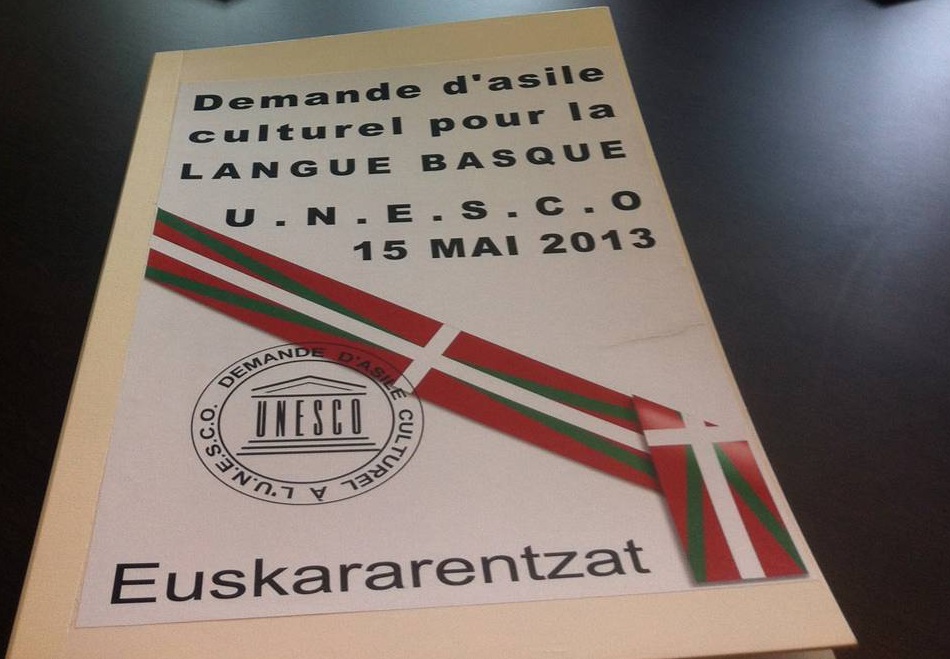 Demande d'asile
culturel pour la
LANGUE BASQUE
U.N.E.S.C.O
15 MAI 2013
DEMANDE D'ASILE CULTUREL À L'U.N.E.S.C.O.
UNESCO
Euskararentzat